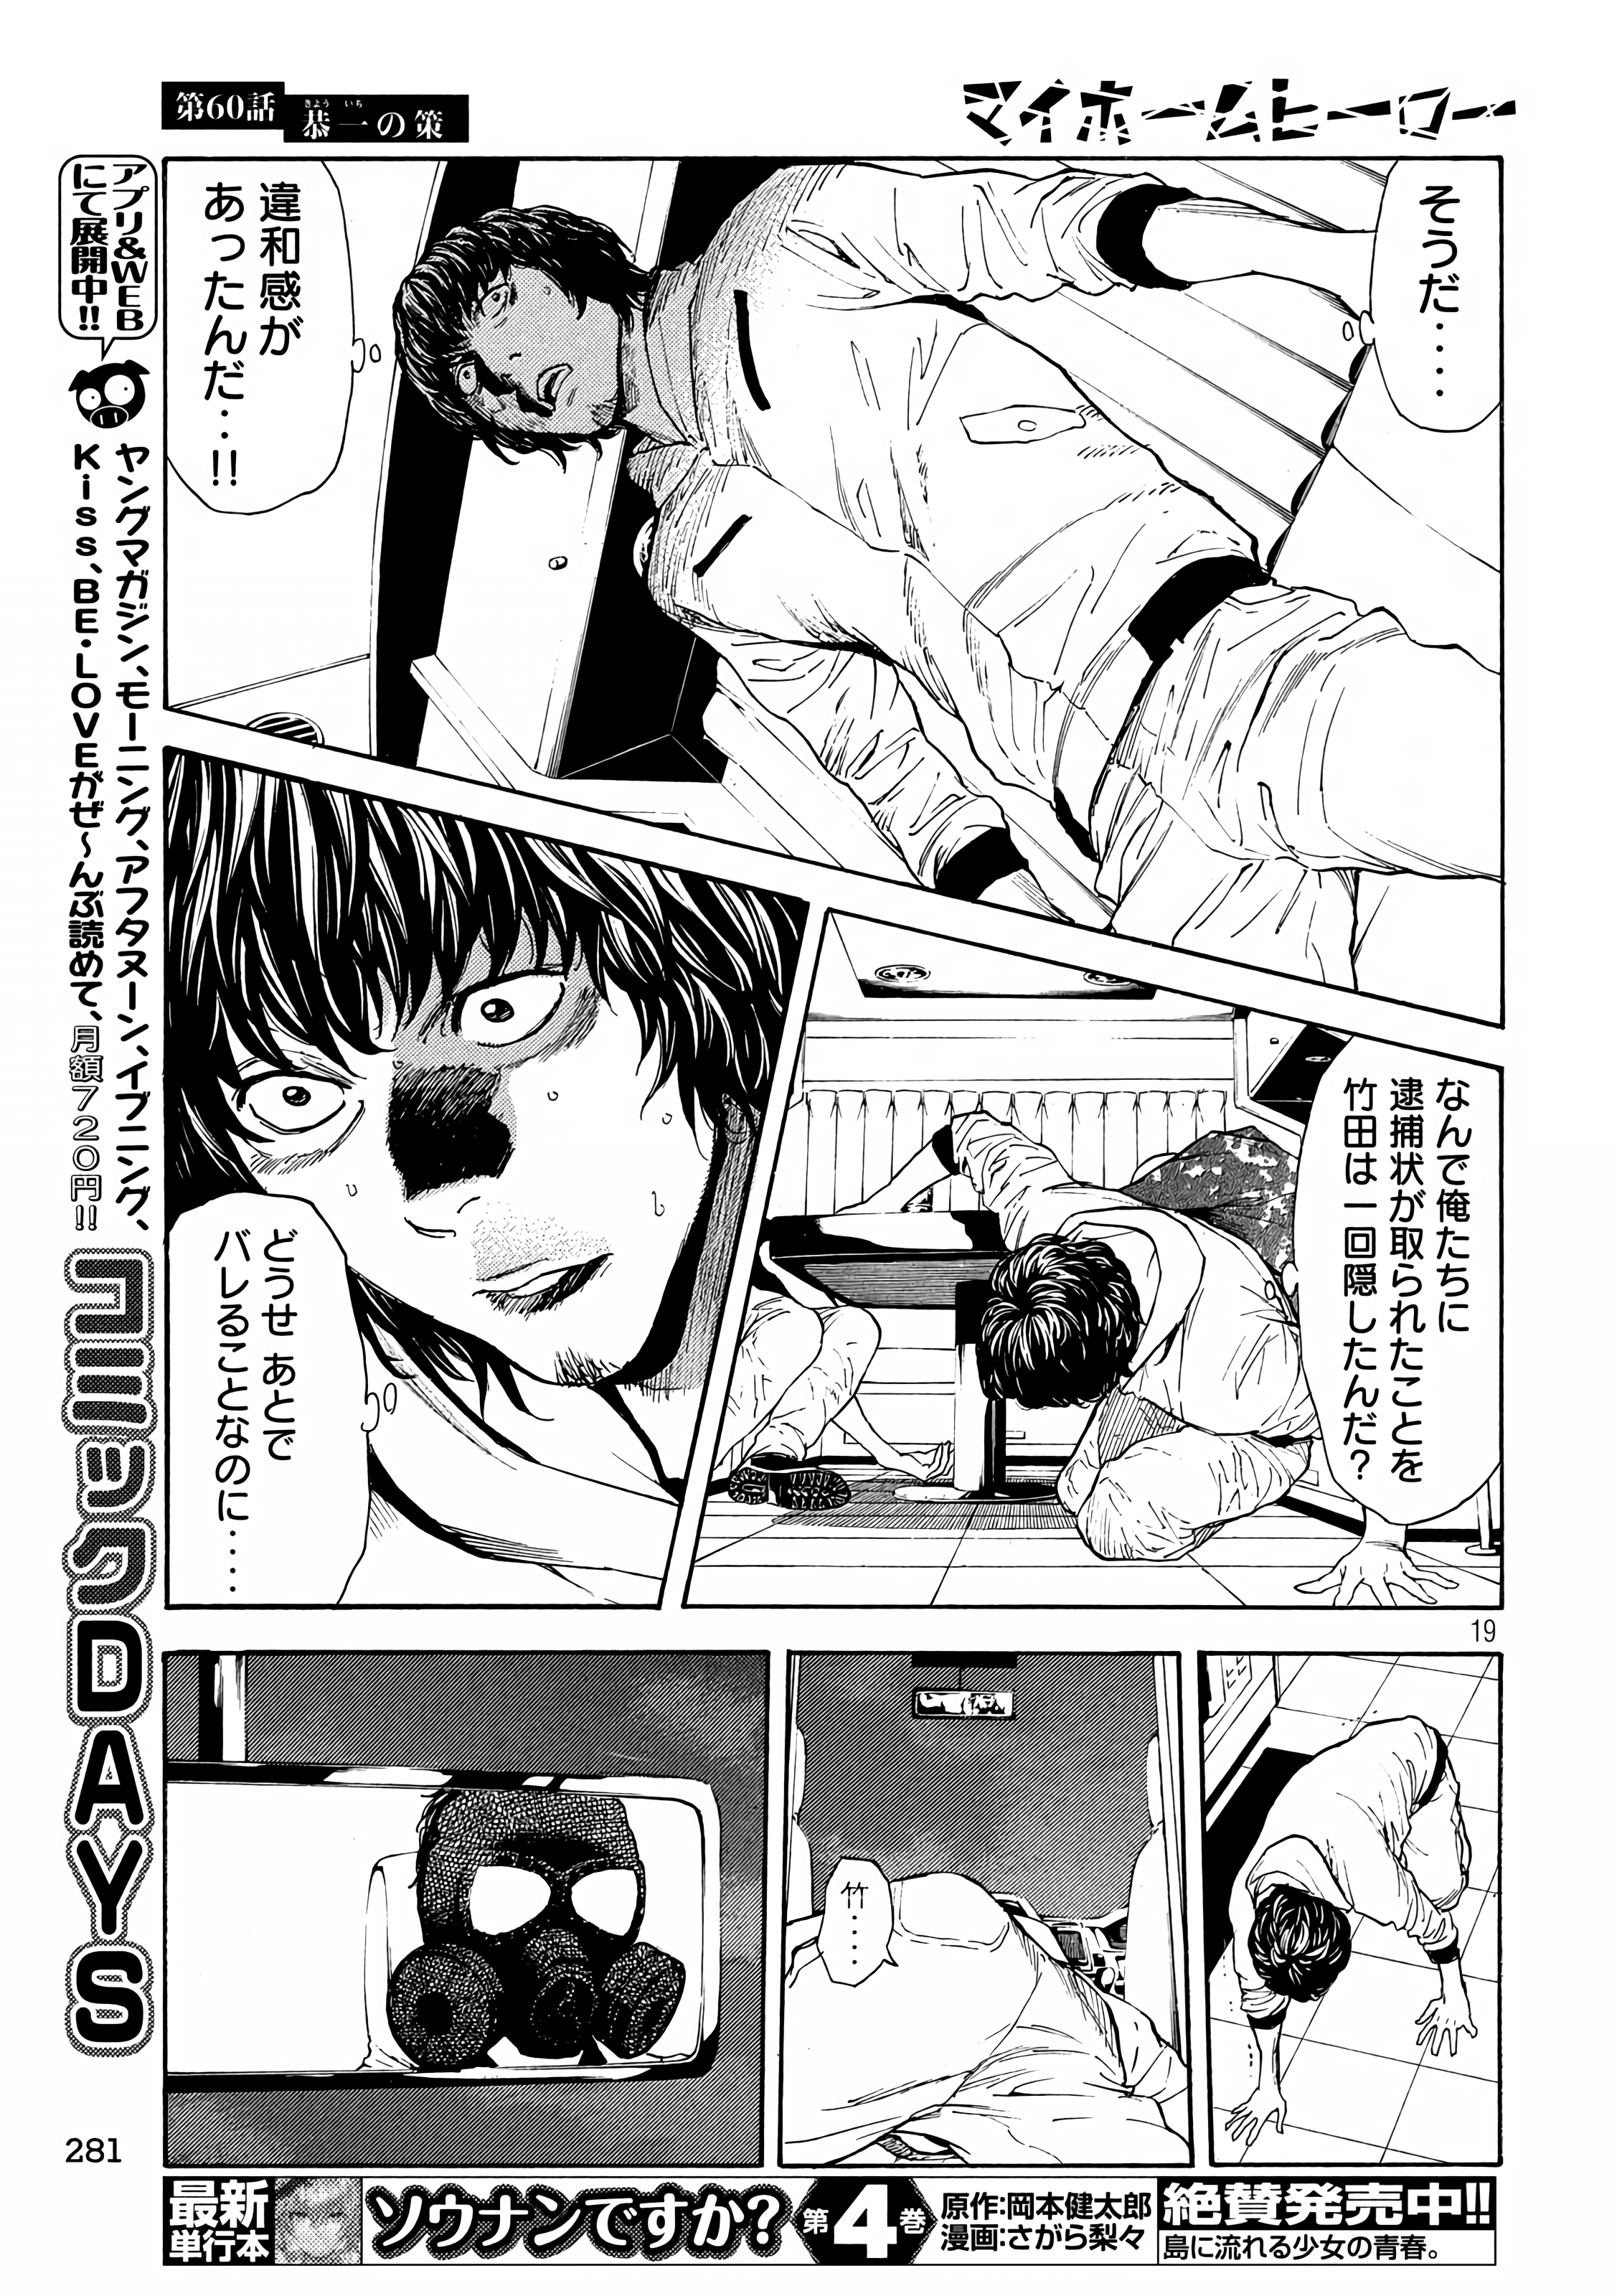 マイホームヒーロー
第60話
恭一の策
きょういち
そうだ‥‥
違和感が
あったんだ‥!!
なんで俺たちに
逮捕状が取られたことを
竹田は一回隠したんだ?
どうせ あとで
バレることなのに‥‥
19
竹‥‥
アプリ&WEB
にて展開中!!
ヤングマガジン、モーニング、アフタヌーン、イブニング、
Kiss、BE・LOVEがぜ〜んぶ読めて、月額720円!!
コミックDAYS
281
最新
単行本
ソウナンですか?
第4巻
原作:岡本健太郎
漫画:さがら梨々
絶賛発売中!!
島に流れる少女の青春。